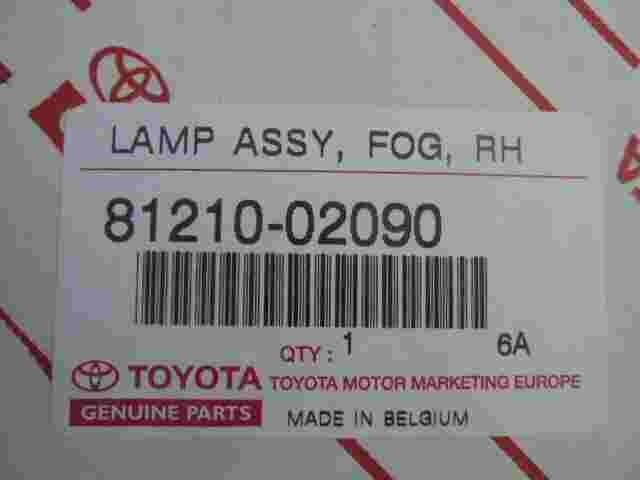 LAMP ASSY, FOG, RH
81210-02090
QTY: 1 6A
TOYOTA TOYOTA MOTOR MARKETING EUROPE
GENUINE PARTS MADE IN BELGIUM